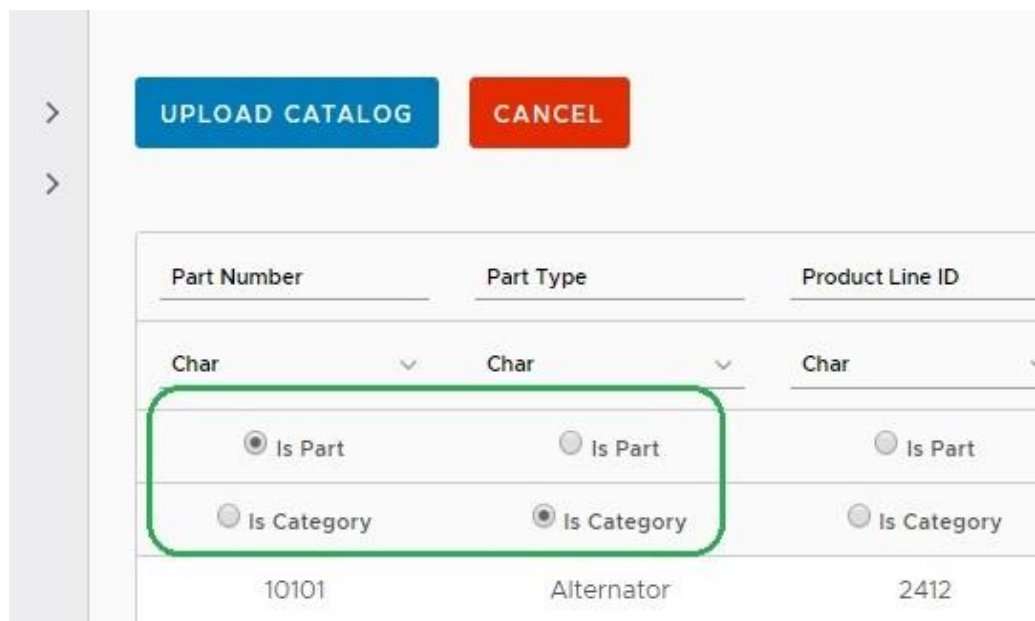 UPLOAD CATALOG CANCEL
Part Number Part Type Product Line ID
Char Char Char
Is Part Is Part Is Part
Is Category Is Category Is Category
10101 Alternator 2412